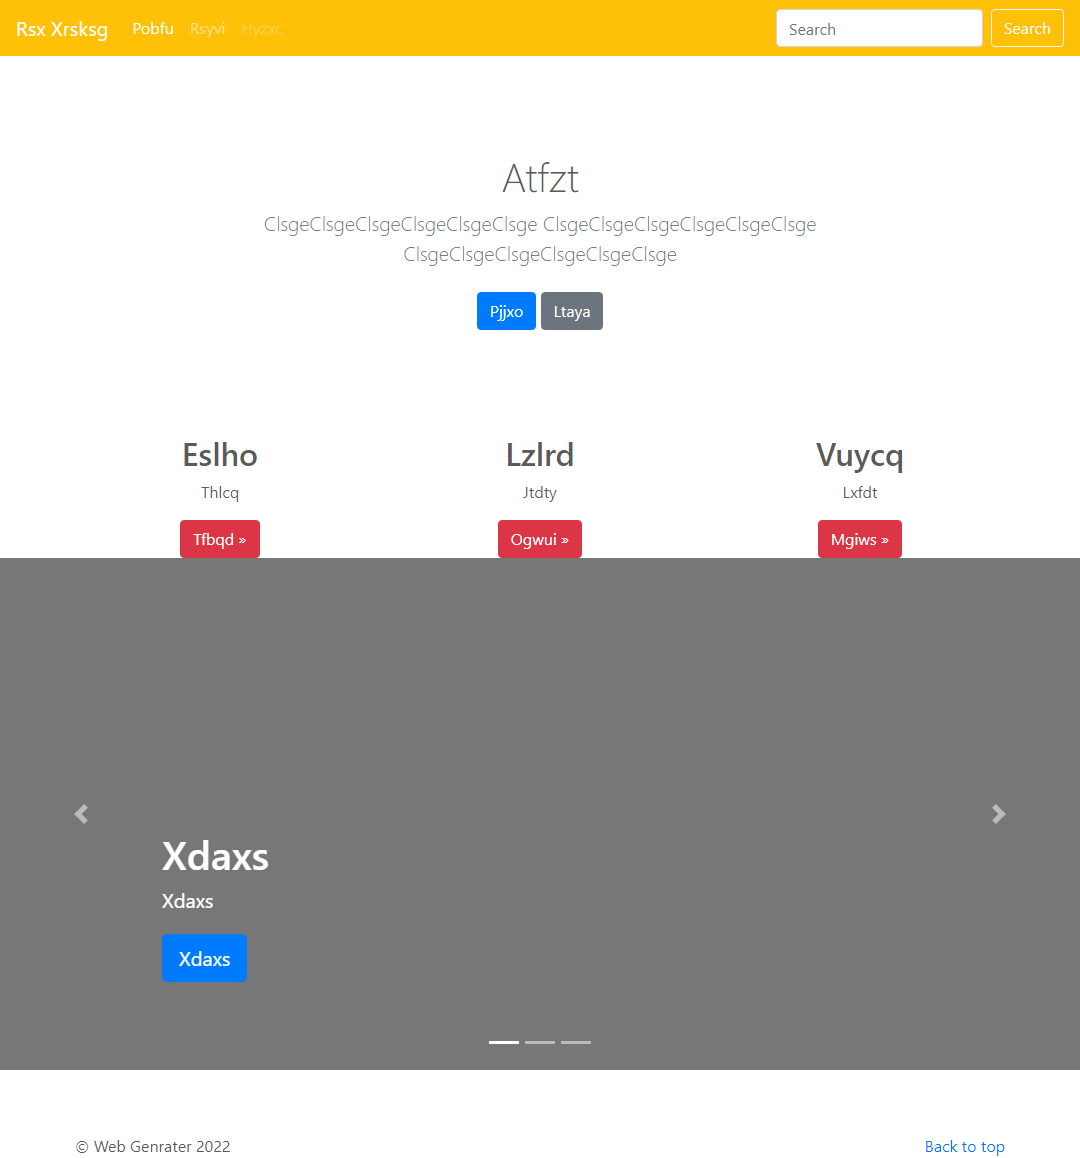 Rsx Xrsksg Pobfu Rsyvi Hyzxc Search Search
Atfzt
ClsgeClsgeClsgeClsgeClsgeClsge ClsgeClsgeClsgeClsgeClsgeClsge
ClsgeClsgeClsgeClsgeClsgeClsge
Pjjxo Ltaya
Eslho Lzlrd Vuycq
Thlcq Jtdty Lxfdt
Tfbqd » Ogwui » Mgiws »
Xdaxs
Xdaxs
Xdaxs
© Web Genrater 2022 Back to top